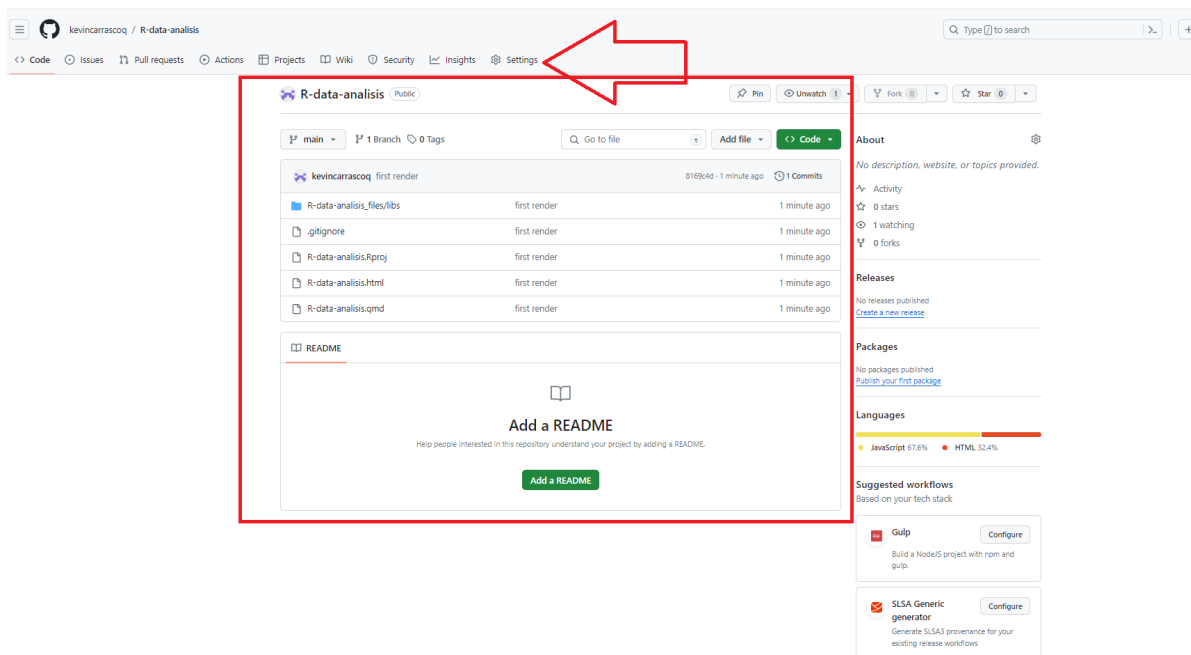 kevincarrascoq / R-data-analisis
Type / to search
Code Issues Pull requests Actions Projects Wiki Security Insights Settings
R-data-analisis Public
Pin Unwatch 1 Fork 0 Star 0
main 1 Branch 0 Tags
Go to file t Add file Code
kevincarrascoq first render 8169c4d · 1 minute ago 1 Commits
R-data-analisis_files/libs first render 1 minute ago
.gitignore first render 1 minute ago
R-data-analisis.Rproj first render 1 minute ago
R-data-analisis.html first render 1 minute ago
R-data-analisis.qmd first render 1 minute ago
README
Add a README
Help people interested in this repository understand your project by adding a README.
Add a README
About
No description, website, or topics provided.
Activity
0 stars
1 watching
0 forks
Releases
No releases published
Create a new release
Packages
No packages published
Publish your first package
Languages
JavaScript 67.6% HTML 32.4%
Suggested workflows
Based on your tech stack
Gulp Configure
Build a NodeJS project with npm and
gulp.
SLSA Generic
generator
Configure
Generate SLSA3 provenance for your
existing release workflows